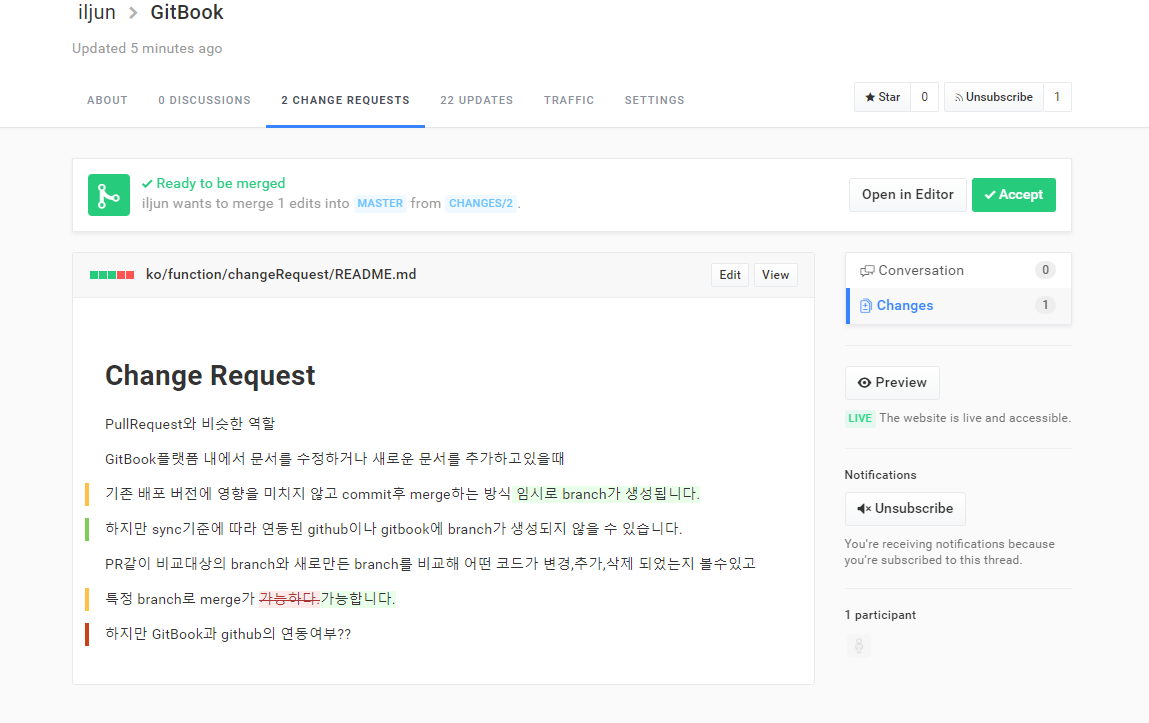 iljun > GitBook
Updated 5 minutes ago
ABOUT 0 DISCUSSIONS 2 CHANGE REQUESTS 22 UPDATES TRAFFIC SETTINGS
Star 0 Unsubscribe 1
Ready to be merged
iljun wants to merge 1 edits into MASTER from CHANGES/2 .
Open in Editor Accept
ko/function/changeRequest/README.md
Edit View
Change Request
PullRequest와 비슷한 역할
GitBook플랫폼 내에서 문서를 수정하거나 새로운 문서를 추가하고있을때
기존 배포 버전에 영향을 미치지 않고 commit후 merge하는 방식 임시로 branch가 생성됩니다.
하지만 sync기준에 따라 연동된 github이나 gitbook에 branch가 생성되지 않을 수 있습니다.
PR같이 비교대상의 branch와 새로만든 branch를 비교해 어떤 코드가 변경,추가,삭제 되었는지 볼수있고
특정 branch로 merge가 가능하다.가능합니다.
하지만 GitBook과 github의 연동여부??
Conversation 0
Changes 1
Preview
LIVE The website is live and accessible.
Notifications
Unsubscribe
You’re receiving notifications because
you’re subscribed to this thread.
1 participant